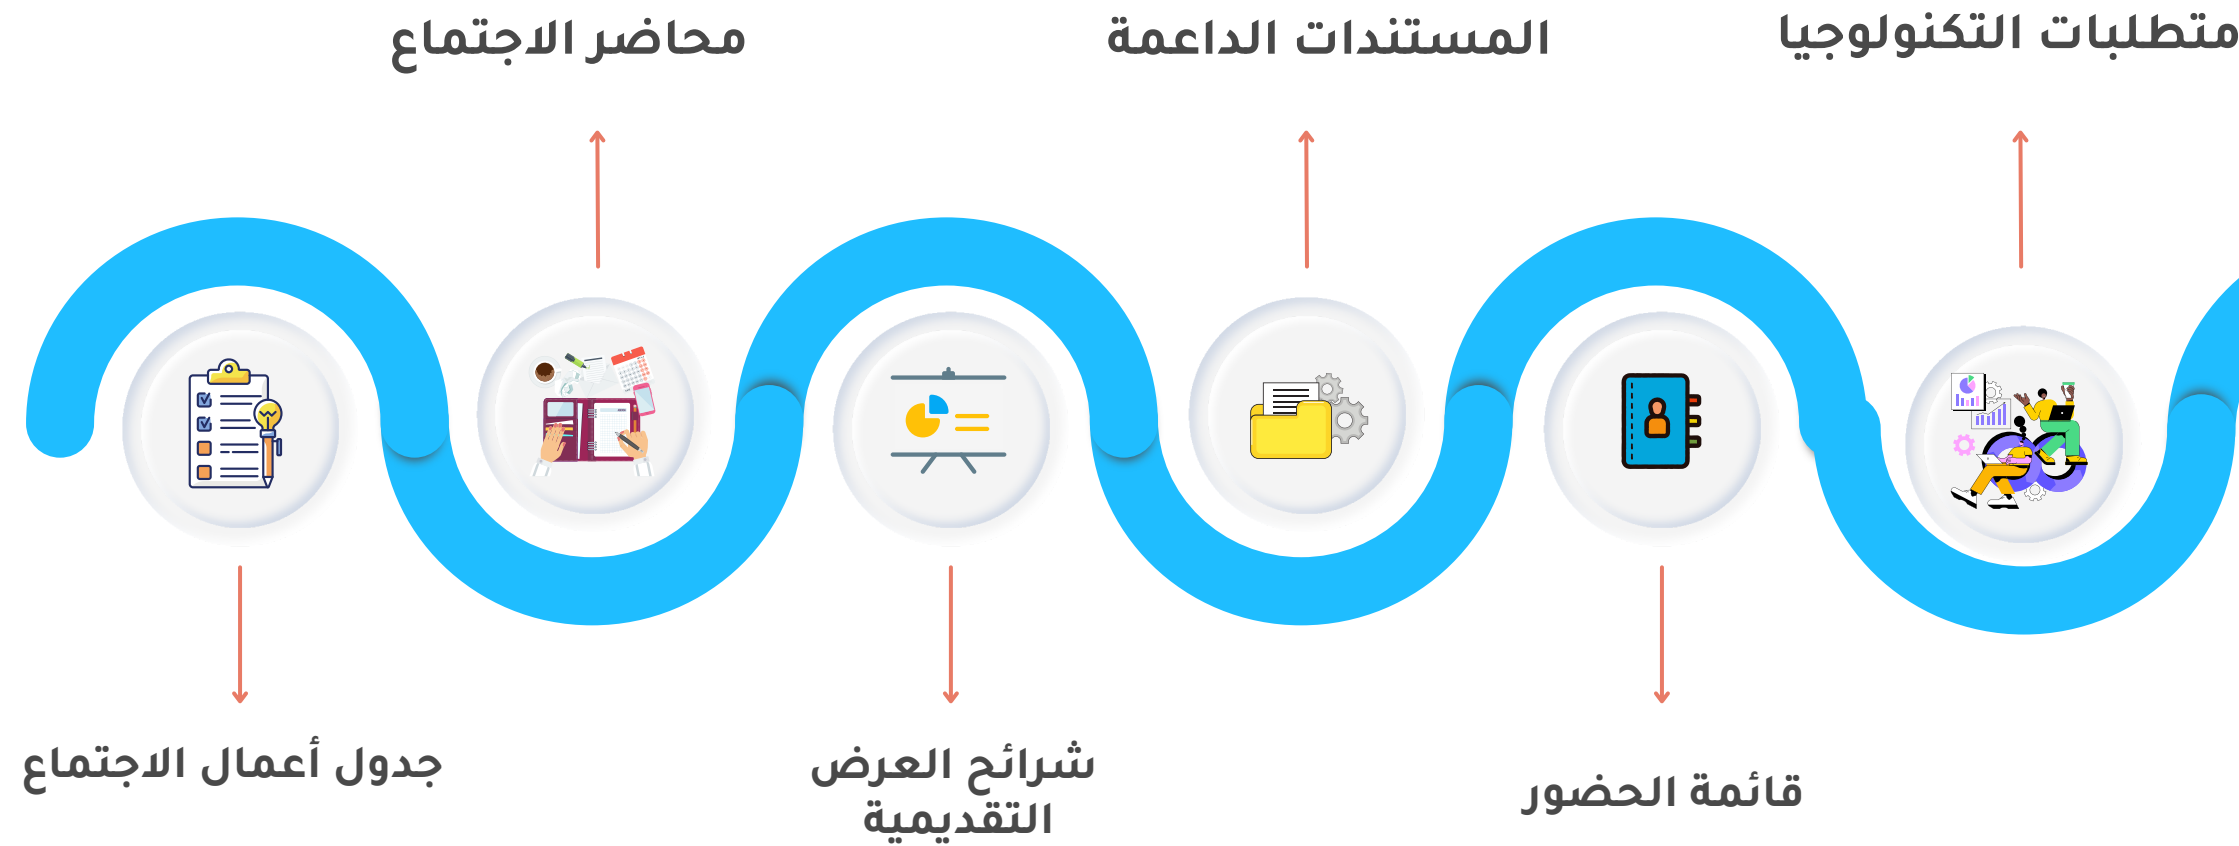 متطلبات التكنولوجيا
المستندات الداعمة
محاضر الاجتماع
قائمة الحضور
شرائح العرض
التقديمية
جدول أعمال الاجتماع